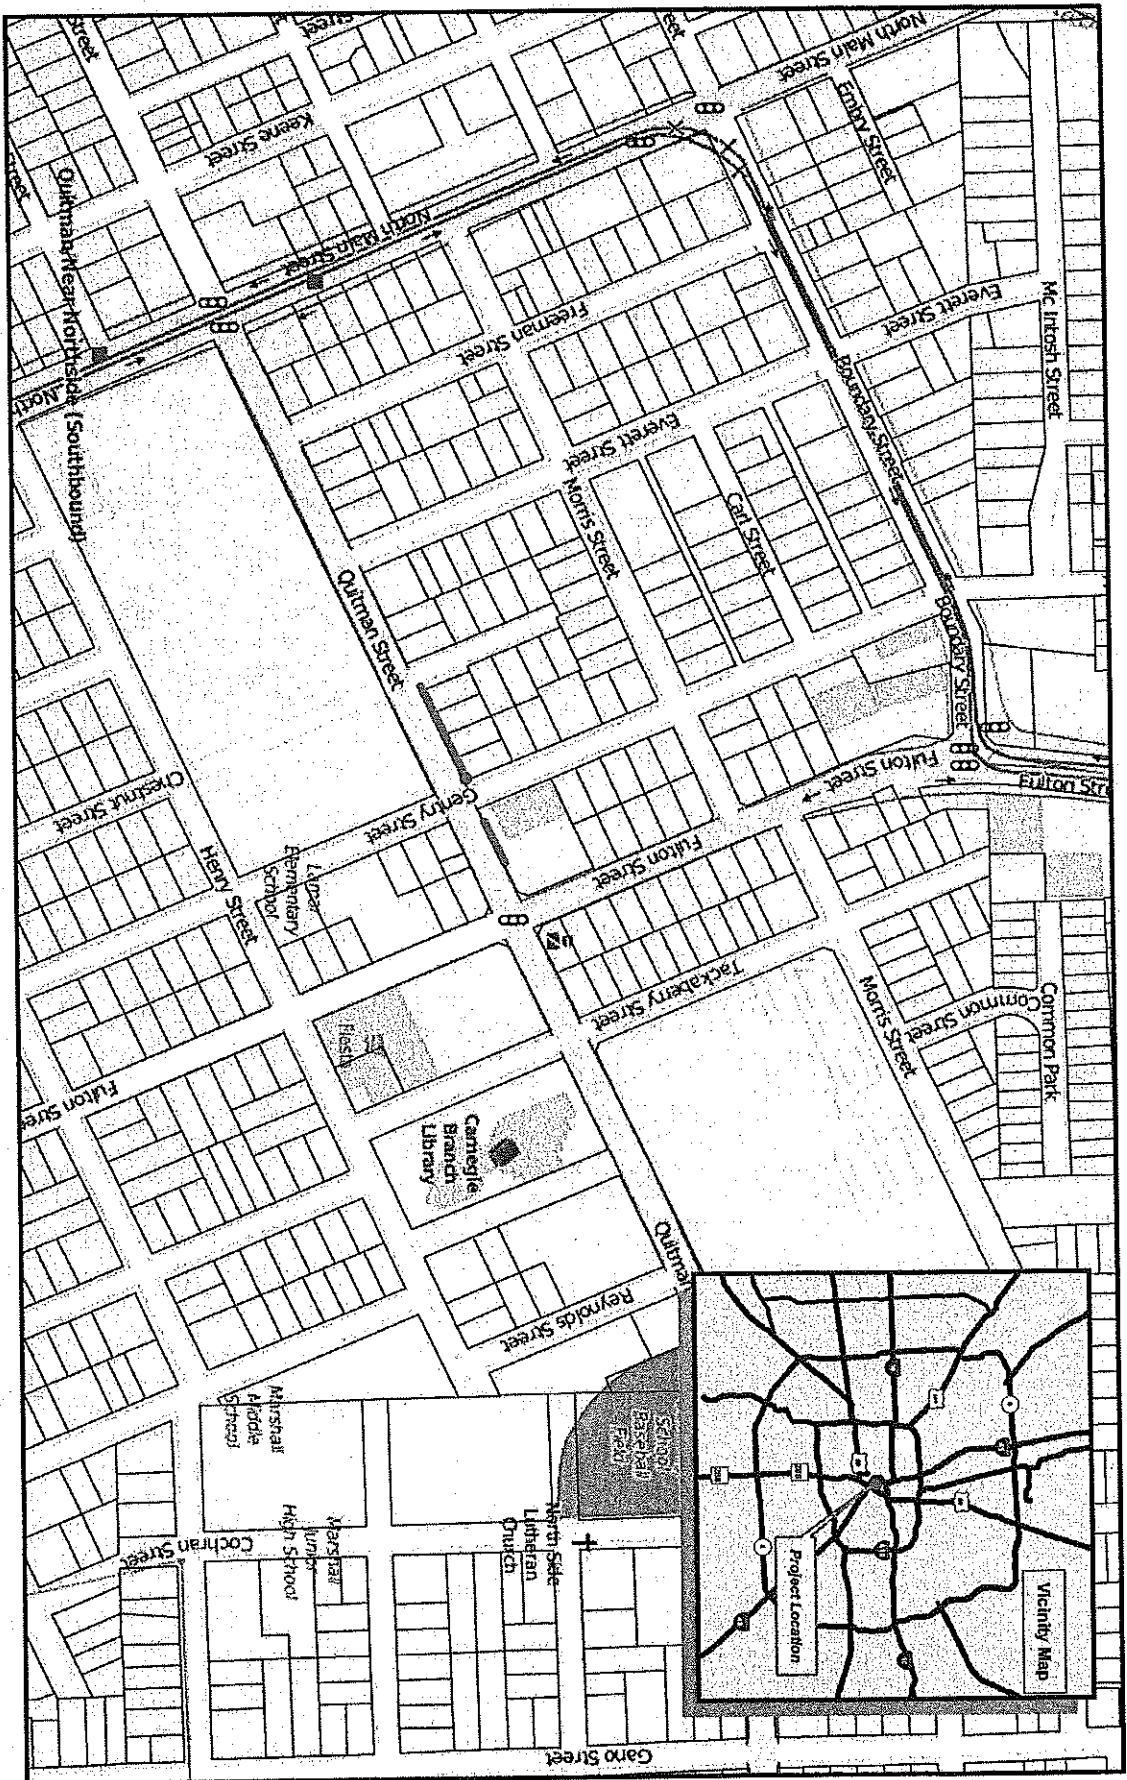 North Main Street
Embry Street
Mc Intosh Street
Everett Street
Keene Street
Street
Street
Street
North Main Street
Freeman Street
Boundary Street
Everett Street
Morris Street
Carl Street
Boundary Street
Quitman/Near Northside (Southbound)
North
Quitman Street
Fulton Street
Gentry Street
Fulton Street
Chestnut Street
Henry Street
Lamar
Elementary
School
Tackaberry Street
Morris Street
Common Street
Common Park
Fiesta
Carnegie
Branch
Library
Quitma
Reynolds Street
School
Baseball
Field
Marshall
Middle
School
Marshall
Junior
High School
North Side
Lutheran
Church
Cochran Street
Gano Street
Vicinity Map
Project Location